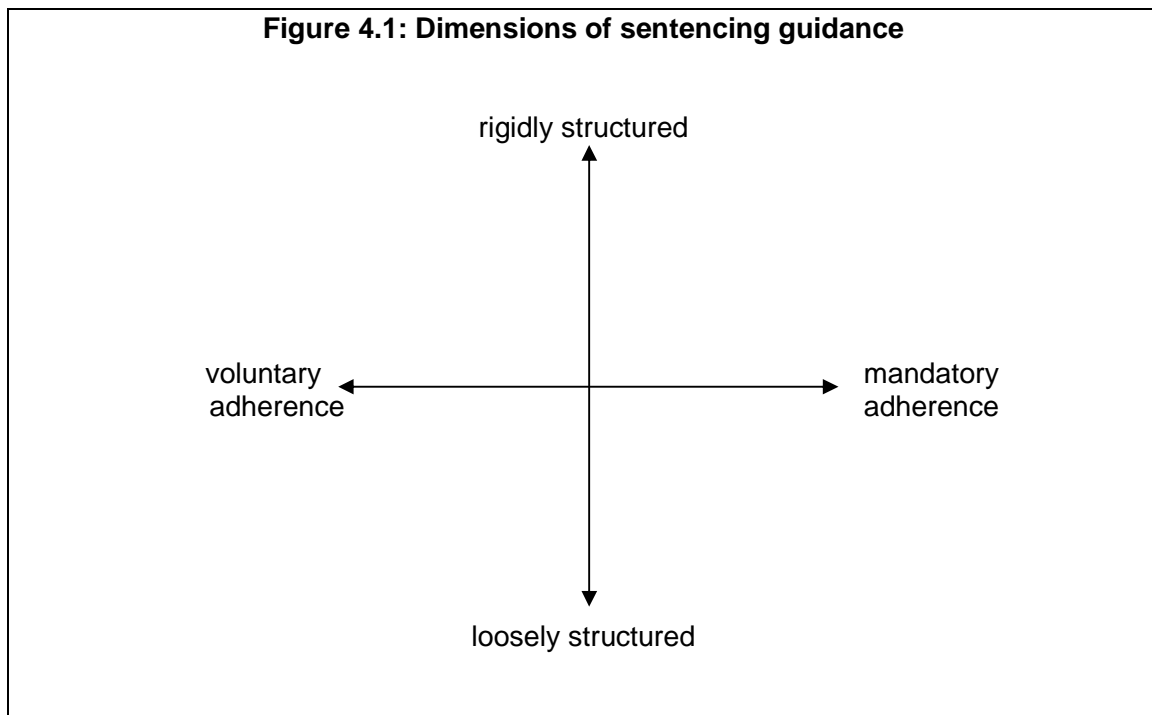 Figure 4.1: Dimensions of sentencing guidance
rigidly structured
voluntary
adherence
mandatory
adherence
loosely structured